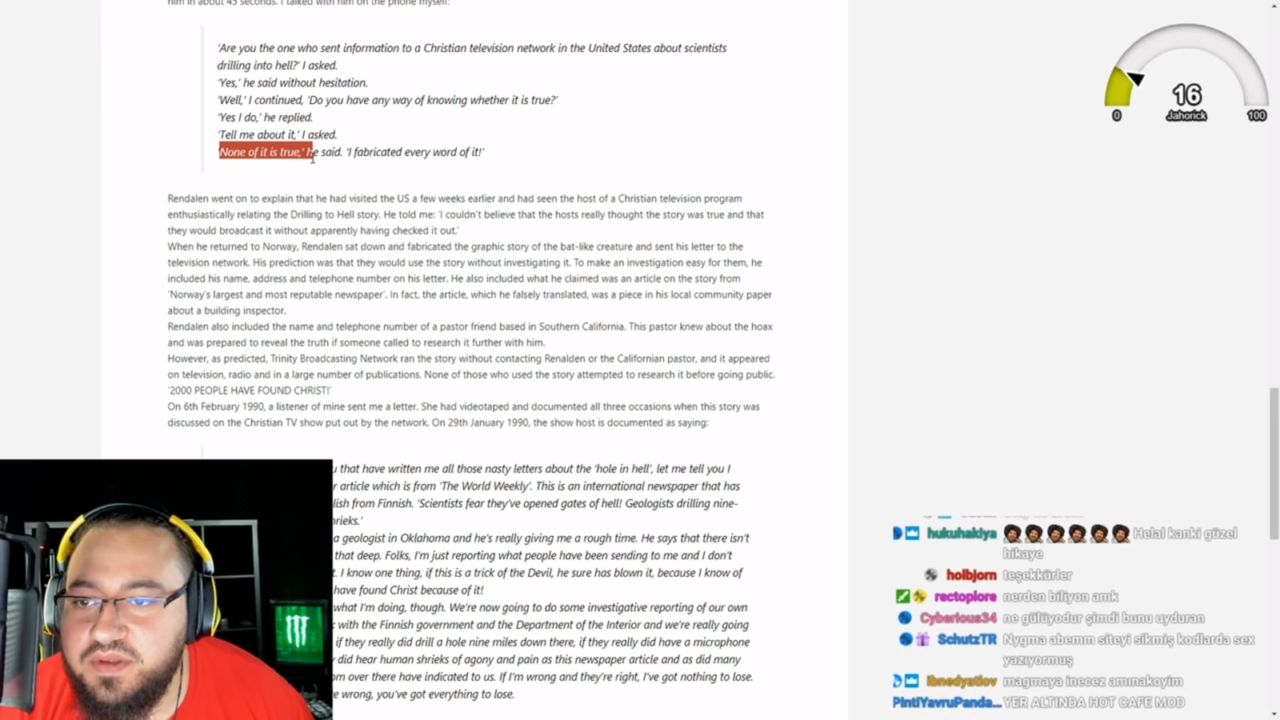 him in about 45 seconds. I talked with him on the phone myself:
'Are you the one who sent information to a Christian television network in the United States about scientists
drilling into hell?' I asked.
'Yes,' he said without hesitation.
'Well,' I continued, 'Do you have any way of knowing whether it is true?'
'Yes I do,' he replied.
'Tell me about it,' I asked.
'None of it is true,' he said. 'I fabricated every word of it!'
Rendalen went on to explain that he had visited the US a few weeks earlier and had seen the host of a Christian television program
enthusiastically relating the Drilling to Hell story. He told me: 'I couldn't believe that the hosts really thought the story was true and that
they would broadcast it without apparently having checked it out.'
When he returned to Norway, Rendalen sat down and fabricated the graphic story of the bat-like creature and sent his letter to the
television network. His prediction was that they would use the story without investigating it. To make an investigation easy for them, he
included his name, address and telephone number on his letter. He also included what he claimed was an article on the story from
'Norway's largest and most reputable newspaper'. In fact, the article, which he falsely translated, was a piece in his local community paper
about a building inspector.
Rendalen also included the name and telephone number of a pastor friend based in Southern California. This pastor knew about the hoax
and was prepared to reveal the truth if someone called to research it further with him.
However, as predicted, Trinity Broadcasting Network ran the story without contacting Renalden or the Californian pastor, and it appeared
on television, radio and in a large number of publications. None of those who used the story attempted to research it before going public.
'2000 PEOPLE HAVE FOUND CHRIST!'
On 6th February 1990, a listener of mine sent me a letter. She had videotaped and documented all three occasions when this story was
discussed on the Christian TV show put out by the network. On 29th January 1990, the show host is documented as saying:
that have written me all those nasty letters about the 'hole in hell', let me tell you I
article which is from 'The World Weekly'. This is an international newspaper that has
lish from Finnish. 'Scientists fear they've opened gates of hell! Geologists drilling nine-
rieks.'
a geologist in Oklahoma and he's really giving me a rough time. He says that there isn't
that deep. Folks, I'm just reporting what people have been sending to me and I don't
t. I know one thing, if this is a trick of the Devil, he sure has blown it, because I know of
have found Christ because of it!
what I'm doing, though. We're now going to do some investigative reporting of our own
with the Finnish government and the Department of the Interior and we're really going
if they really did drill a hole nine miles down there, if they really did have a microphone
did hear human shrieks of agony and pain as this newspaper article and as did many
om over there have indicated to us. If I'm wrong and they're right, I've got nothing to lose.
e wrong, you've got everything to lose.
16
Jahorick
0
100
hukuhakiya Helal kanki güzel
hikaye
holbjorn teşekkürler
rectoplore nerden biliyon amk
Cyberious34 ne gülüyodur şimdi bunu uyduran
SchutzTR Nygma abemm siteyi sikmiş kodlarda sex
yazıyormuş
ibnedyatlov magmaya inecez ammakoyim
PintiYavruPanda... YER ALTINDA HOT CAFE MOD